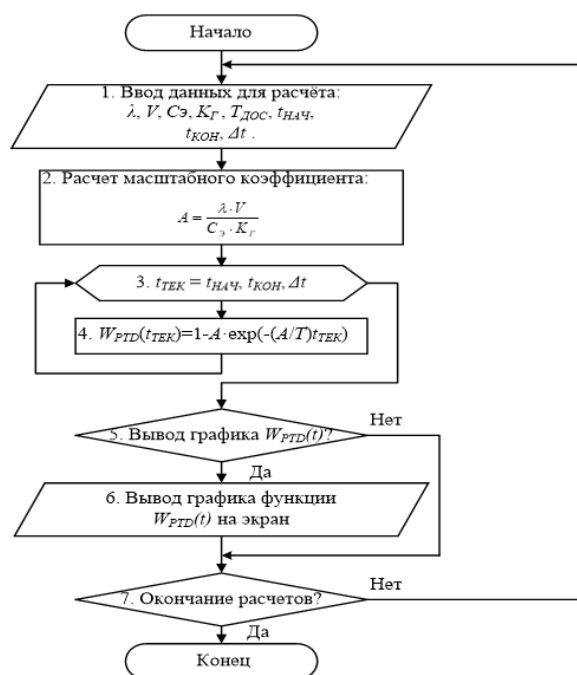 Начало
1. Ввод данных для расчёта:
λ, V, Cэ, K_Г, T_ДОС, t_НАЧ,
t_КОН, Δt .
2. Расчет масштабного коэффициента:
A = λ·V / C_Э·K_Г
3. t_ТЕК = t_НАЧ, t_КОН, Δt
4. W_PTD(t_ТЕК)=1-A·exp(-(A/T)t_ТЕК)
5. Вывод графика W_PTD(t)?
Нет
Да
6. Вывод графика функции
W_PTD(t) на экран
7. Окончание расчетов?
Нет
Да
Конец